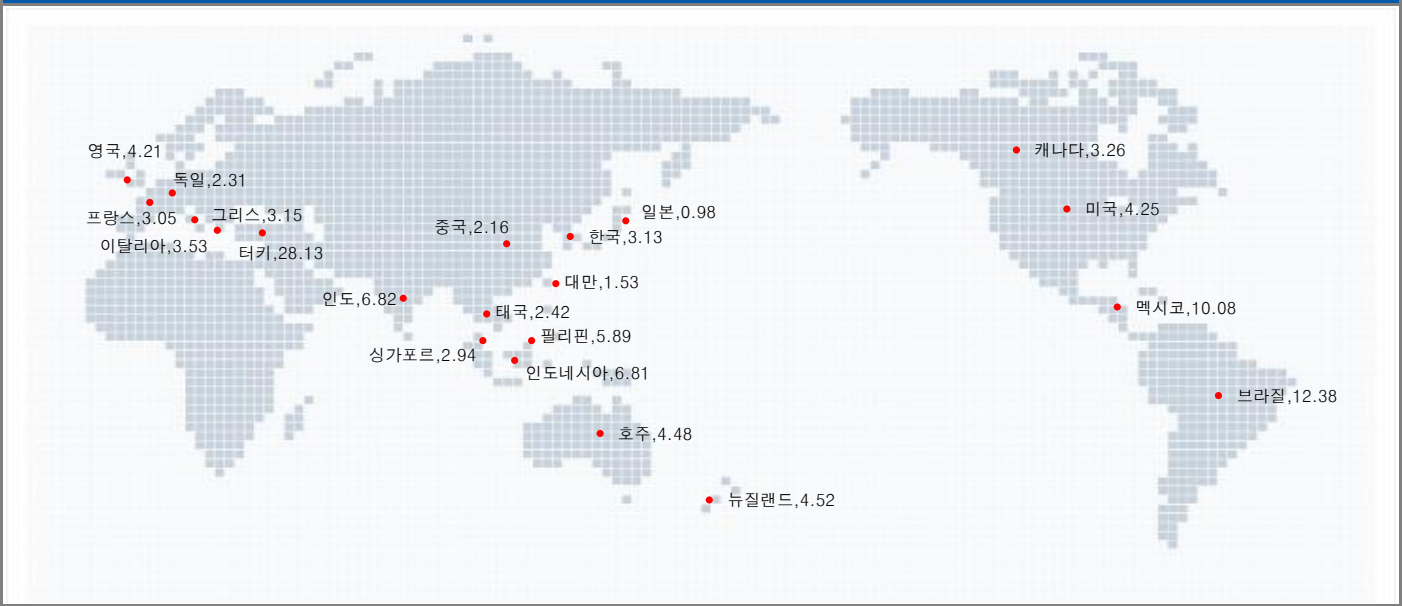 영국,4.21
캐나다,3.26
독일,2.31
프랑스,3.05
그리스,3.15
일본,0.98
미국,4.25
중국,2.16
한국,3.13
이탈리아,3.53
터키,28.13
대만,1.53
인도,6.82
태국,2.42
멕시코,10.08
필리핀,5.89
싱가포르,2.94
인도네시아,6.81
브라질,12.38
호주,4.48
뉴질랜드,4.52